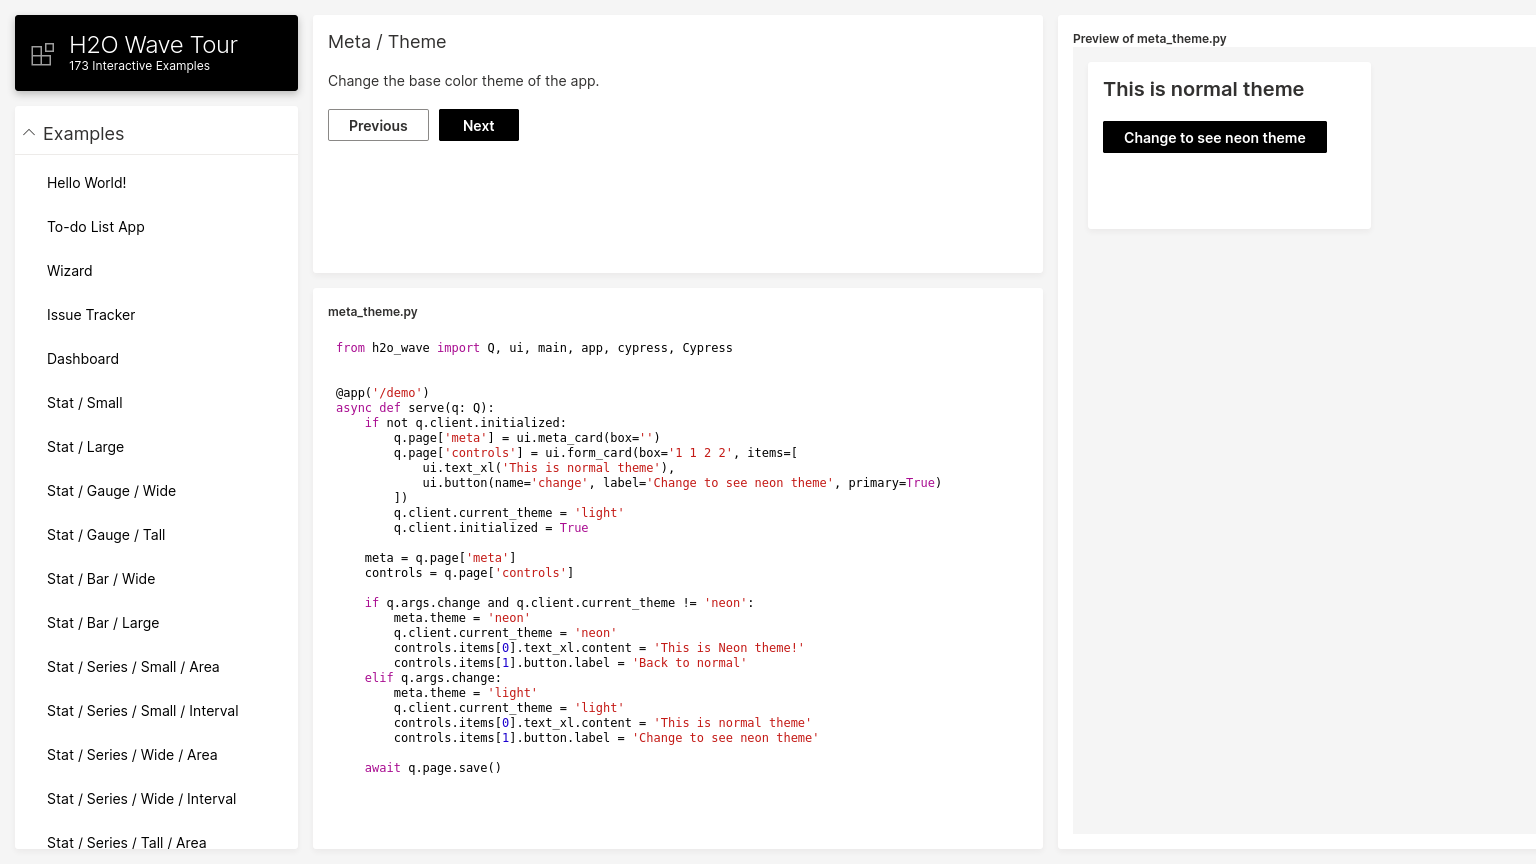 H2O Wave Tour
173 Interactive Examples
Examples
Hello World!
To-do List App
Wizard
Issue Tracker
Dashboard
Stat / Small
Stat / Large
Stat / Gauge / Wide
Stat / Gauge / Tall
Stat / Bar / Wide
Stat / Bar / Large
Stat / Series / Small / Area
Stat / Series / Small / Interval
Stat / Series / Wide / Area
Stat / Series / Wide / Interval
Stat / Series / Tall / Area
Meta / Theme
Change the base color theme of the app.
Previous
Next
meta_theme.py
from h2o_wave import Q, ui, main, app, cypress, Cypress
@app('/demo')
async def serve(q: Q):
    if not q.client.initialized:
        q.page['meta'] = ui.meta_card(box='')
        q.page['controls'] = ui.form_card(box='1 1 2 2', items=[
            ui.text_xl('This is normal theme'),
            ui.button(name='change', label='Change to see neon theme', primary=True)
        ])
        q.client.current_theme = 'light'
        q.client.initialized = True
    meta = q.page['meta']
    controls = q.page['controls']
    if q.args.change and q.client.current_theme != 'neon':
        meta.theme = 'neon'
        q.client.current_theme = 'neon'
        controls.items[0].text_xl.content = 'This is Neon theme!'
        controls.items[1].button.label = 'Back to normal'
    elif q.args.change:
        meta.theme = 'light'
        q.client.current_theme = 'light'
        controls.items[0].text_xl.content = 'This is normal theme'
        controls.items[1].button.label = 'Change to see neon theme'
    await q.page.save()
Preview of meta_theme.py
This is normal theme
Change to see neon theme